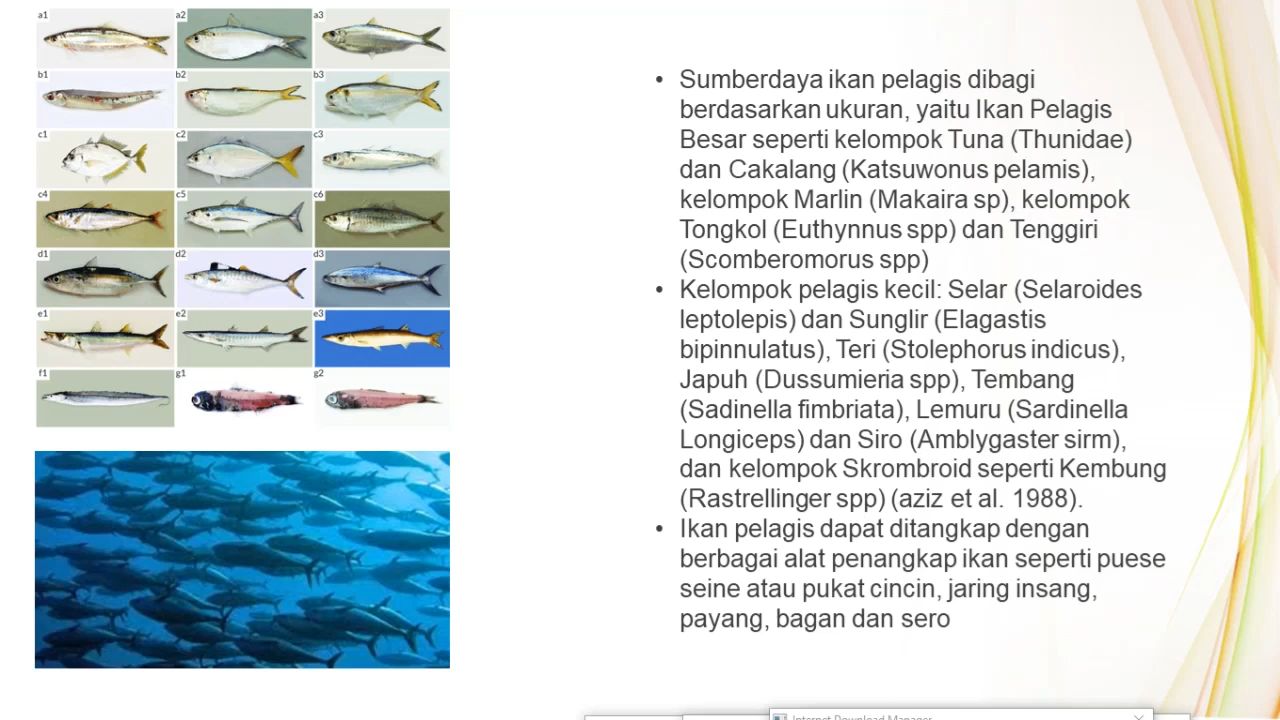 a1
a2
a3
b1
b2
b3
c1
c2
c3
c4
c5
c6
d1
d2
d3
e1
e2
e3
f1
g1
g2
• Sumberdaya ikan pelagis dibagi
berdasarkan ukuran, yaitu Ikan Pelagis
Besar seperti kelompok Tuna (Thunidae)
dan Cakalang (Katsuwonus pelamis),
kelompok Marlin (Makaira sp), kelompok
Tongkol (Euthynnus spp) dan Tenggiri
(Scomberomorus spp)
• Kelompok pelagis kecil: Selar (Selaroides
leptolepis) dan Sunglir (Elagastis
bipinnulatus), Teri (Stolephorus indicus),
Japuh (Dussumieria spp), Tembang
(Sadinella fimbriata), Lemuru (Sardinella
Longiceps) dan Siro (Amblygaster sirm),
dan kelompok Skrombroid seperti Kembung
(Rastrellinger spp) (aziz et al. 1988).
• Ikan pelagis dapat ditangkap dengan
berbagai alat penangkap ikan seperti puese
seine atau pukat cincin, jaring insang,
payang, bagan dan sero
Internet Download Manager